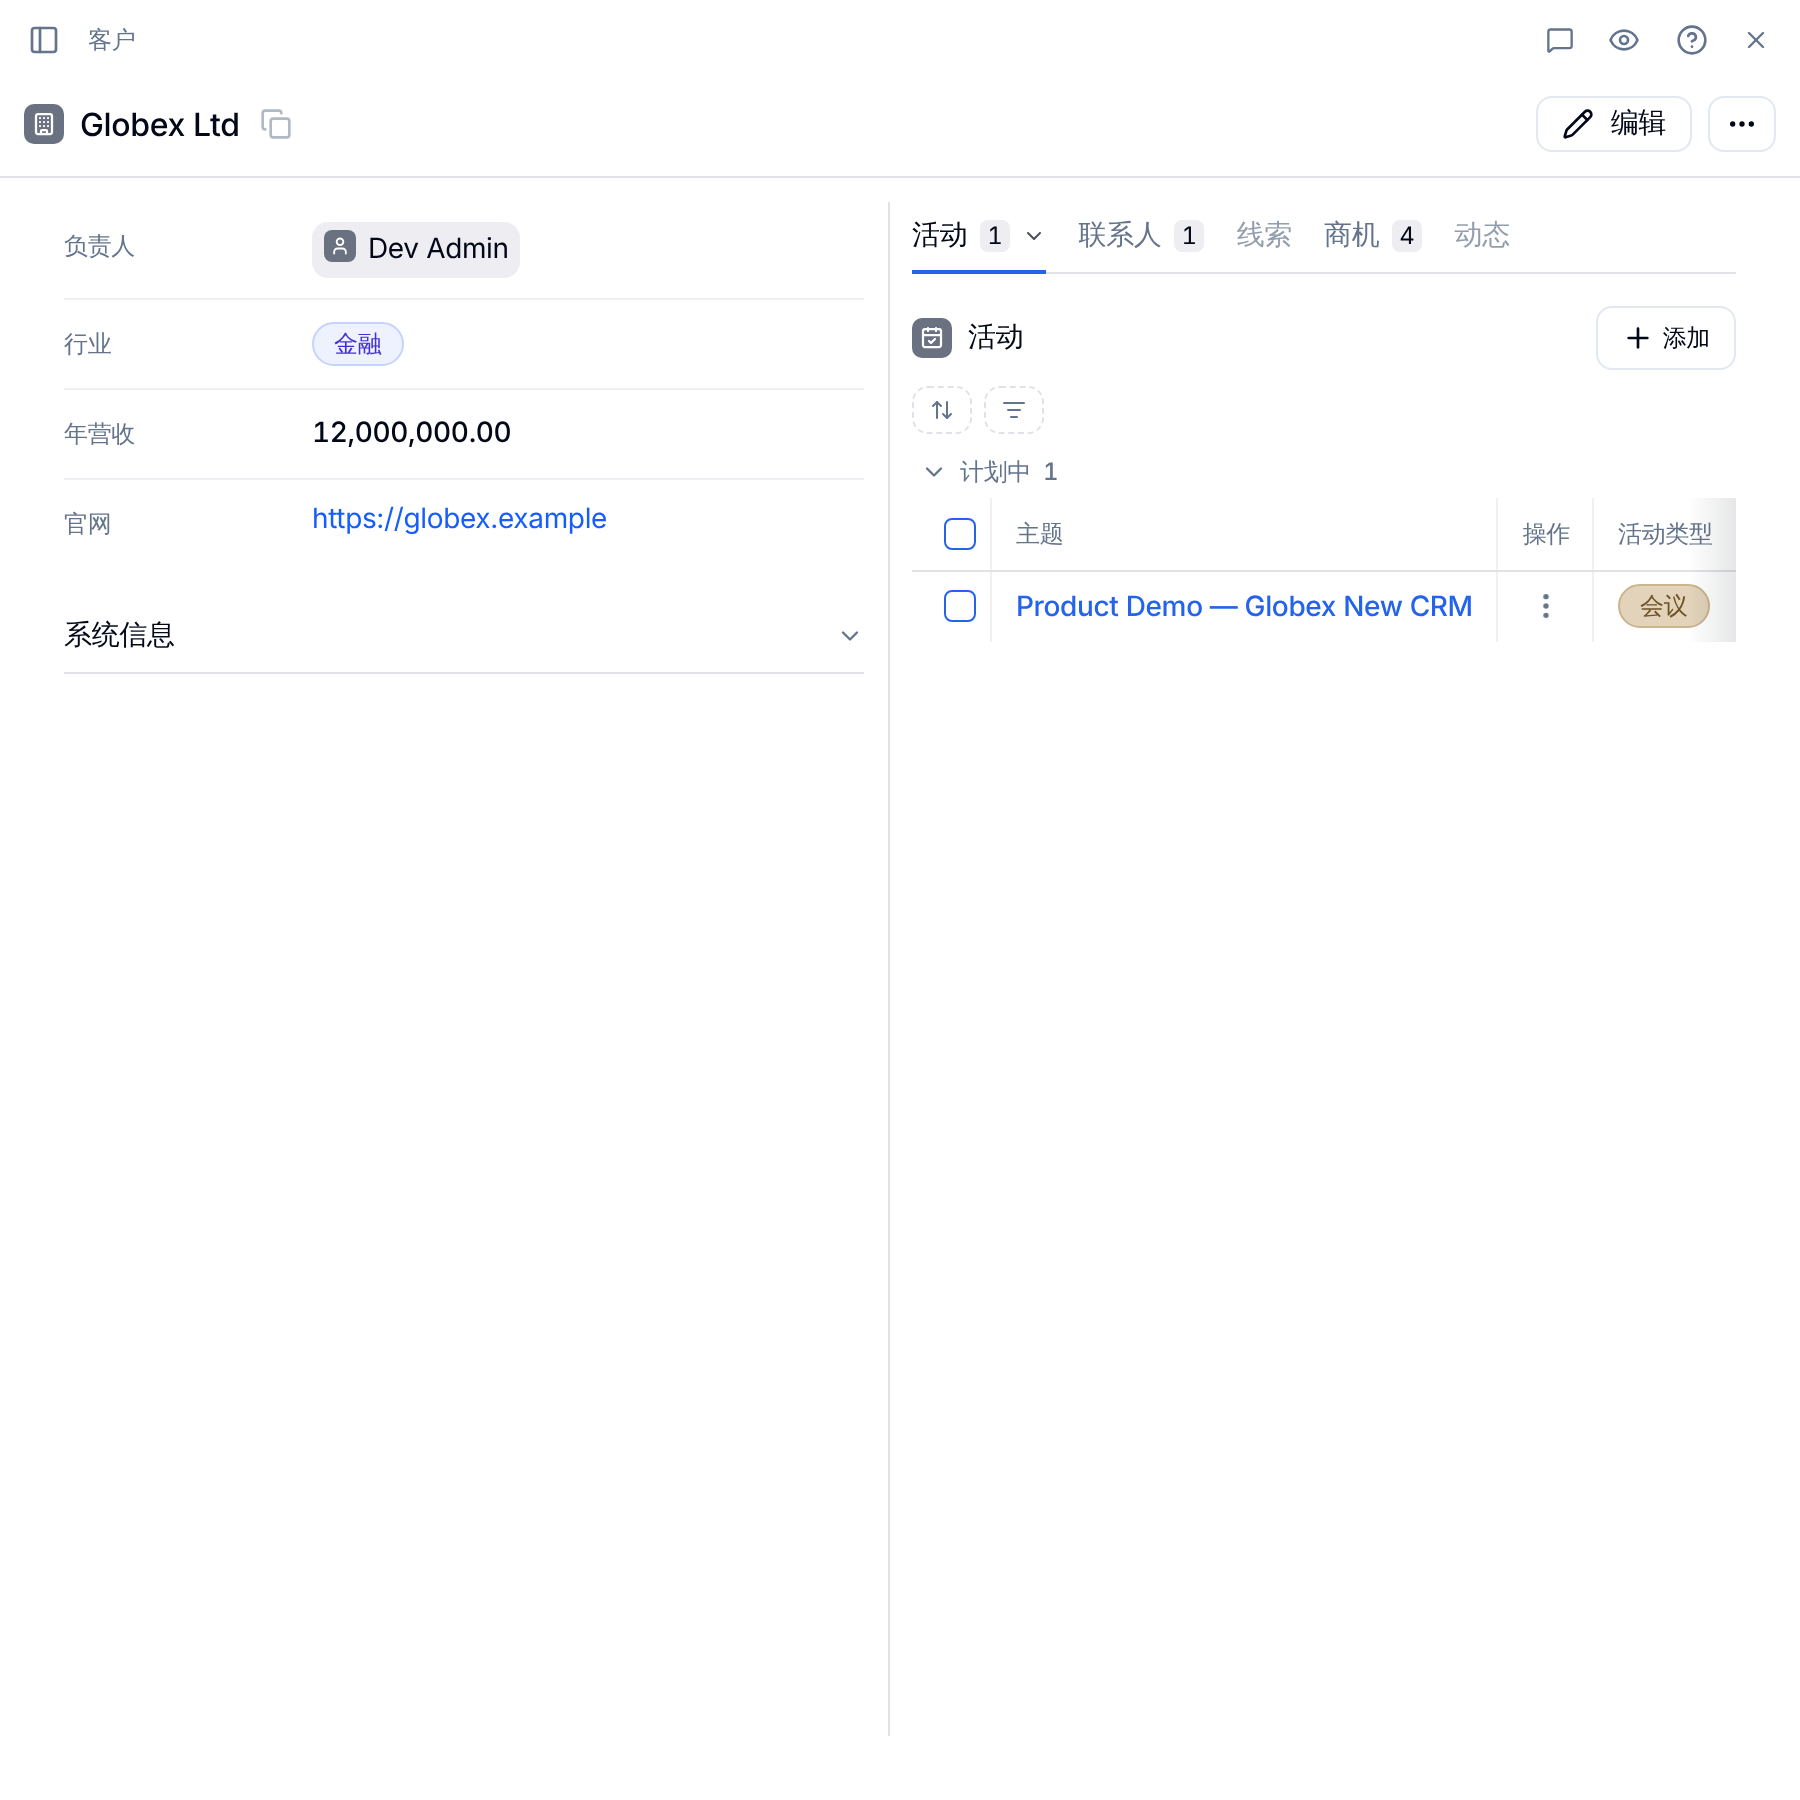 客户
Globex Ltd
编辑
负责人 Dev Admin
行业 金融
年营收 12,000,000.00
官网 https://globex.example
系统信息
活动 1 联系人 1 线索 商机 4 动态
活动
添加
计划中 1
主题 操作 活动类型
Product Demo — Globex New CRM 会议